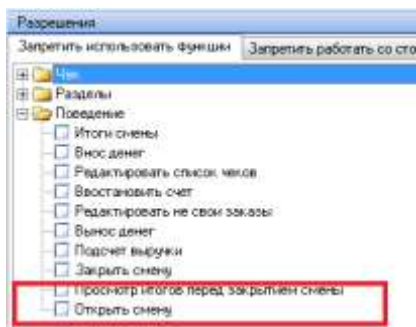 Разрешения
Запретить использовать функции
Запретить работать со сто
Чек
Разделы
Поведение
Итоги смены
Внос денег
Редактировать список чеков
Ввостановить счет
Редактировать не свои заказы
Вынос денег
Подсчет выручки
Закрыть смену
Просмотр итогов перед закрытием смены
Открыть смену